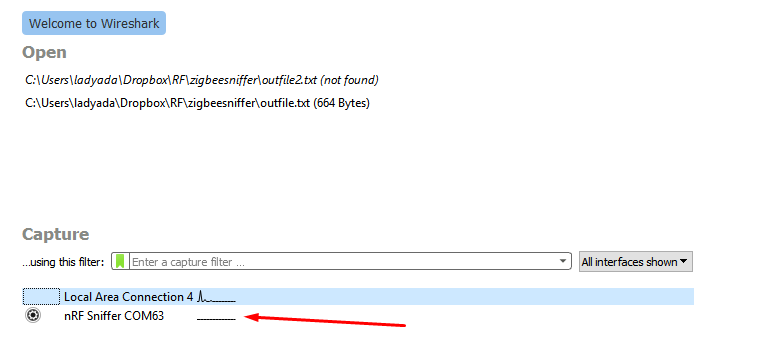 Welcome to Wireshark
Open
C:\Users\ladyada\Dropbox\RF\zigbeesniffer\outfile2.txt (not found)
C:\Users\ladyada\Dropbox\RF\zigbeesniffer\outfile.txt (664 Bytes)
Capture
...using this filter: Enter a capture filter ... All interfaces shown
Local Area Connection 4
nRF Sniffer COM63